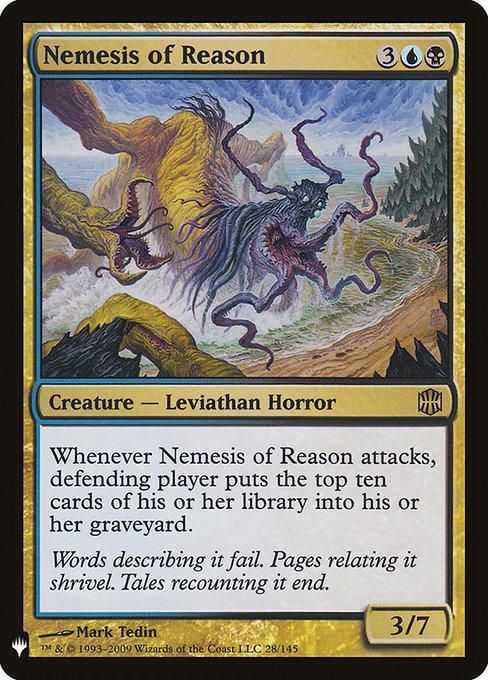 Nemesis of Reason 3
Creature — Leviathan Horror
Whenever Nemesis of Reason attacks,
defending player puts the top ten
cards of his or her library into his or
her graveyard.
Words describing it fail. Pages relating it
shrivel. Tales recounting it end.
3/7
Mark Tedin
™ & © 1993–2009 Wizards of the Coast LLC 28/145